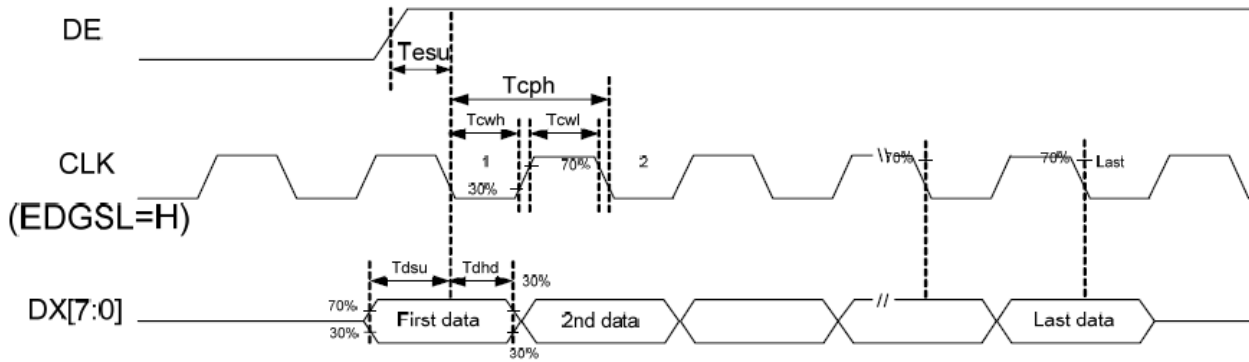 DE
Tesu
Tcph
Tcwh Tcwl
CLK 1 70% 2 \\ 70% 70% Last
30%
(EDGSL=H)
Tdsu Tdhd 30%
70%
DX[7:0] First data 2nd data // Last data
30%
30%